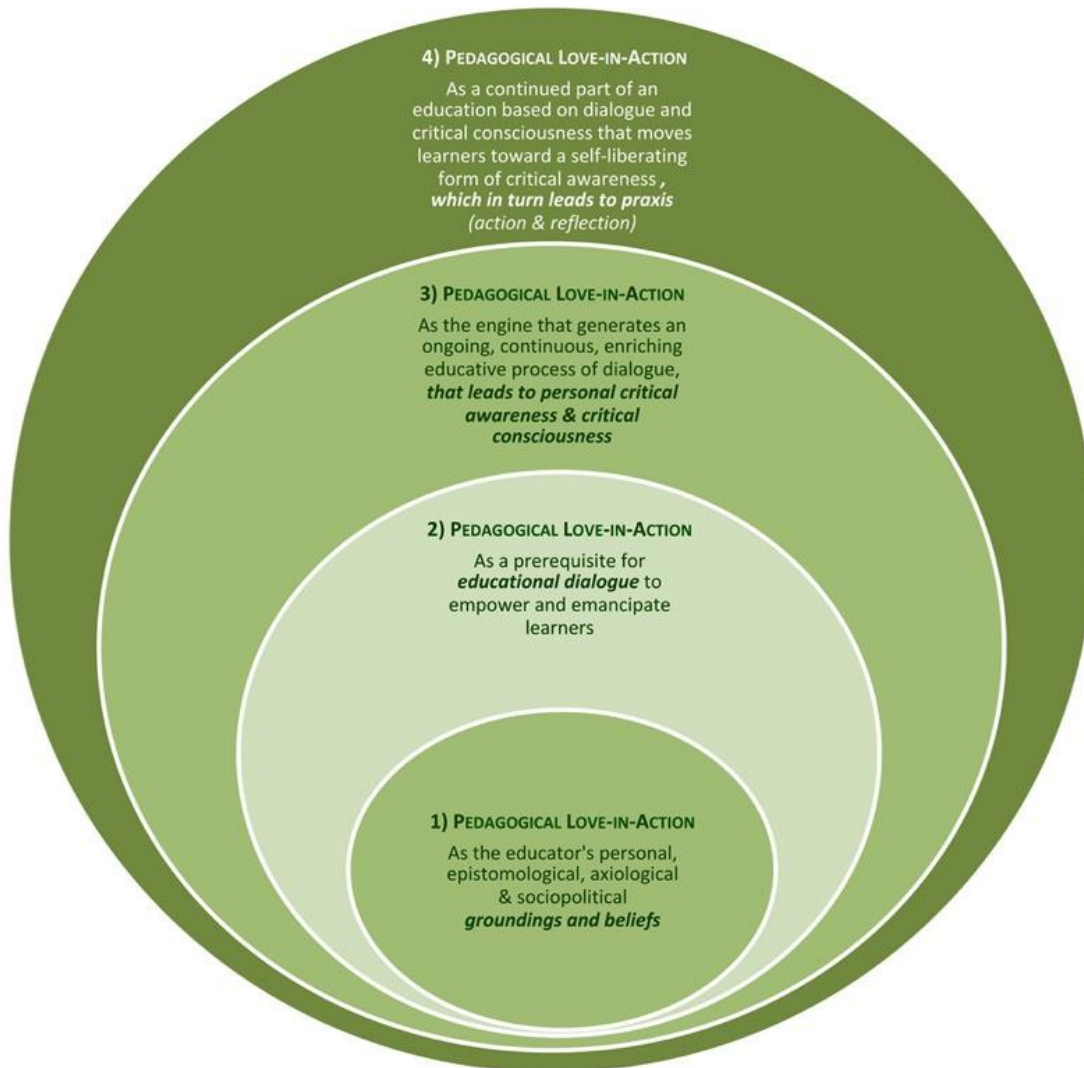 4) PEDAGOGICAL LOVE-IN-ACTION
As a continued part of an
education based on dialogue and
critical consciousness that moves
learners toward a self-liberating
form of critical awareness ,
which in turn leads to praxis
(action & reflection)
3) PEDAGOGICAL LOVE-IN-ACTION
As the engine that generates an
ongoing, continuous, enriching
educative process of dialogue,
that leads to personal critical
awareness & critical
consciousness
2) PEDAGOGICAL LOVE-IN-ACTION
As a prerequisite for
educational dialogue to
empower and emancipate
learners
1) PEDAGOGICAL LOVE-IN-ACTION
As the educator's personal,
epistomological, axiological
& sociopolitical
groundings and beliefs